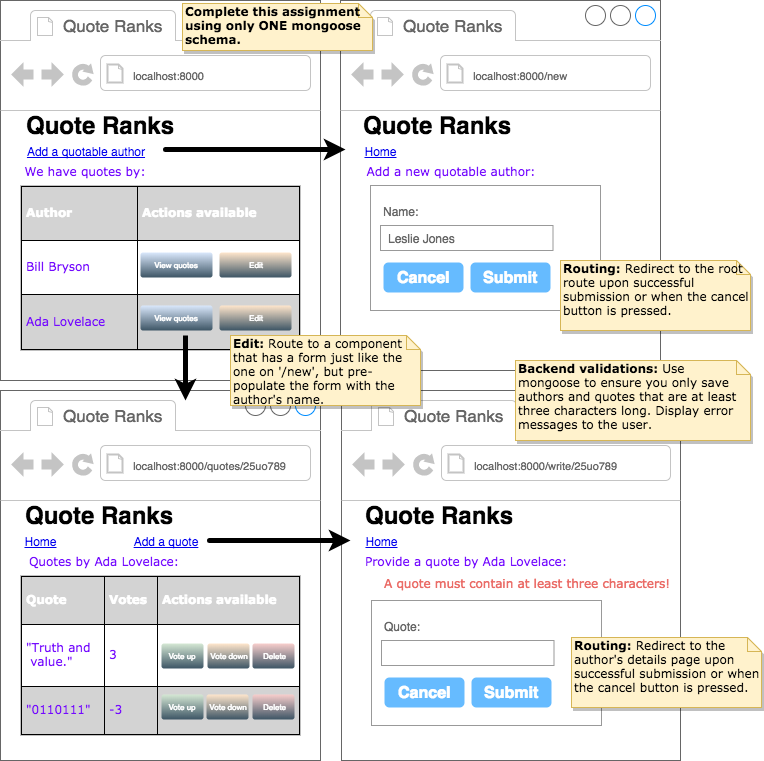 Quote Ranks
Complete this assignment
using only ONE mongoose
schema.
localhost:8000
Quote Ranks
Add a quotable author
We have quotes by:
Author
Actions available
Bill Bryson
View quotes
Edit
Ada Lovelace
View quotes
Edit
Quote Ranks
localhost:8000/new
Quote Ranks
Home
Add a new quotable author:
Name:
Leslie Jones
Cancel
Submit
Routing: Redirect to the root
route upon successful
submission or when the cancel
button is pressed.
Edit: Route to a component
that has a form just like the
one on '/new', but pre-
populate the form with the
author's name.
Backend validations: Use
mongoose to ensure you only save
authors and quotes that are at least
three characters long. Display error
messages to the user.
Quote Ranks
localhost:8000/quotes/25uo789
Quote Ranks
Home
Add a quote
Quotes by Ada Lovelace:
Quote
Votes
Actions available
"Truth and
value."
3
Vote up
Vote down
Delete
"0110111"
-3
Vote up
Vote down
Delete
Quote Ranks
localhost:8000/write/25uo789
Quote Ranks
Home
Provide a quote by Ada Lovelace:
A quote must contain at least three characters!
Quote:
Cancel
Submit
Routing: Redirect to the
author's details page upon
successful submission or when
the cancel button is pressed.